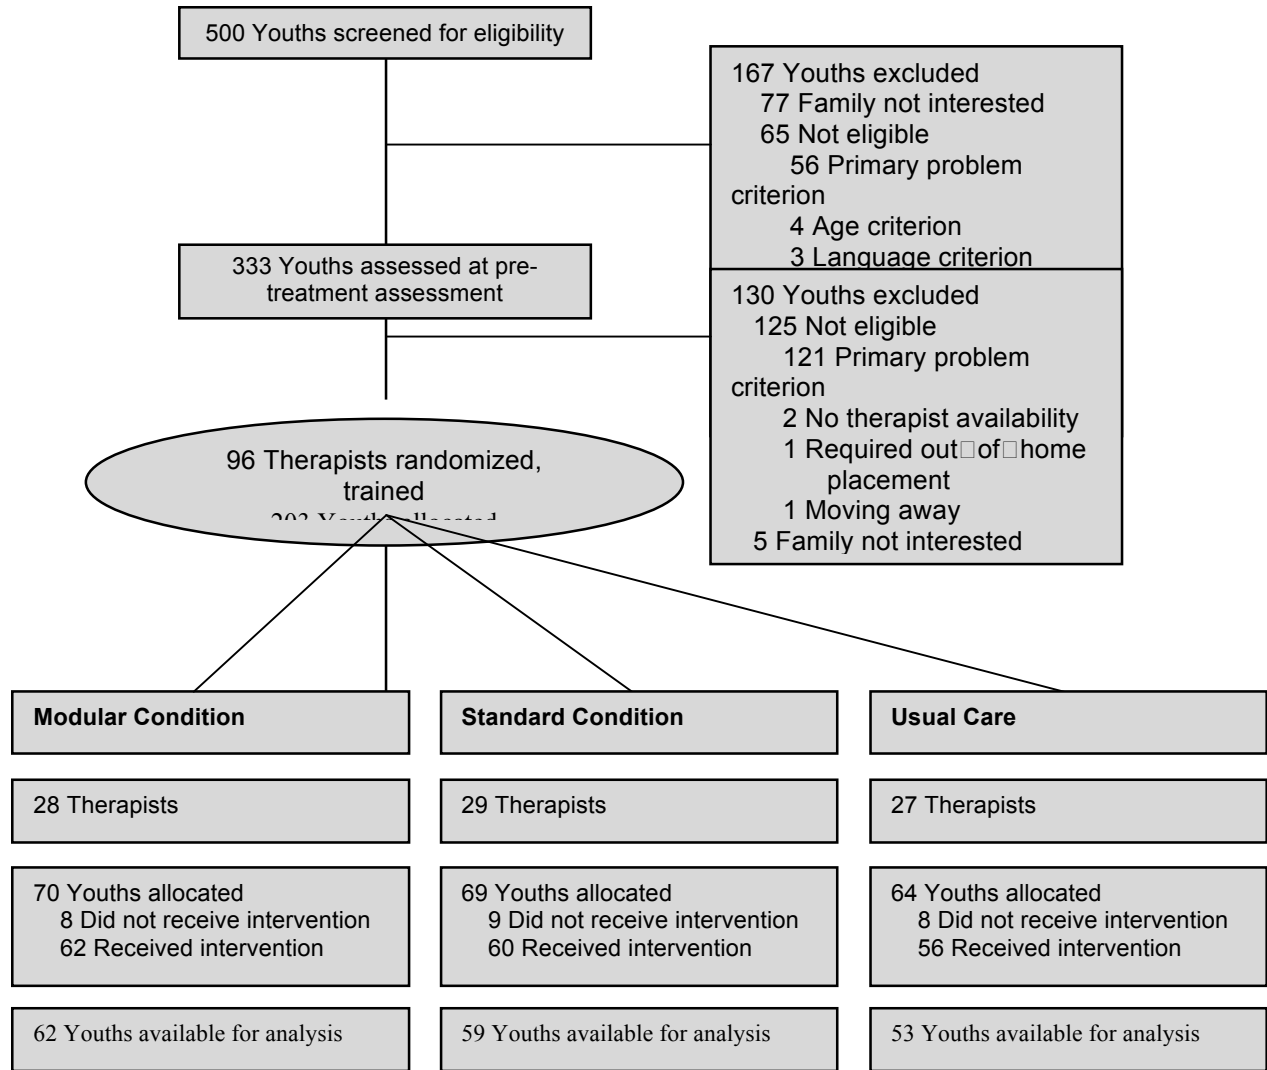 500 Youths screened for eligibility
167 Youths excluded
77 Family not interested
65 Not eligible
56 Primary problem
criterion
4 Age criterion
3 Language criterion
333 Youths assessed at pre-
treatment assessment
130 Youths excluded
125 Not eligible
121 Primary problem
criterion
2 No therapist availability
1 Required out□of□home
placement
1 Moving away
5 Family not interested
96 Therapists randomized,
trained
203 Youths allocated
Modular Condition
Standard Condition
Usual Care
28 Therapists
29 Therapists
27 Therapists
70 Youths allocated
8 Did not receive intervention
62 Received intervention
69 Youths allocated
9 Did not receive intervention
60 Received intervention
64 Youths allocated
8 Did not receive intervention
56 Received intervention
62 Youths available for analysis
59 Youths available for analysis
53 Youths available for analysis